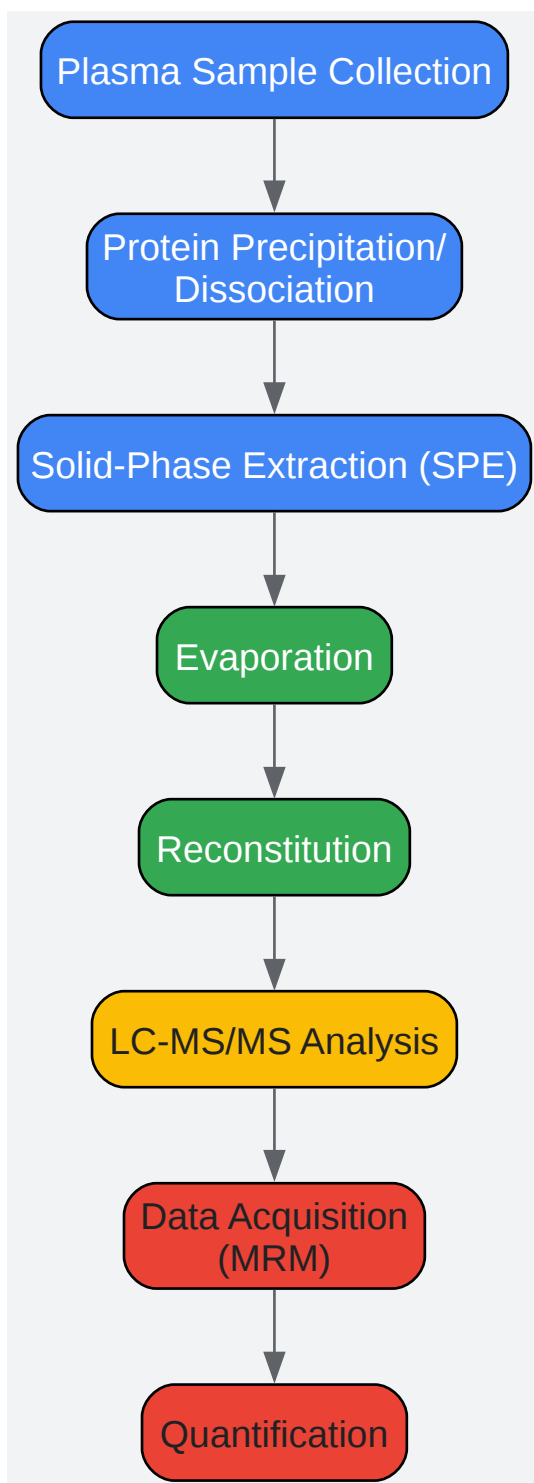 Plasma Sample Collection
Protein Precipitation/
Dissociation
Solid-Phase Extraction (SPE)
Evaporation
Reconstitution
LC-MS/MS Analysis
Data Acquisition
(MRM)
Quantification